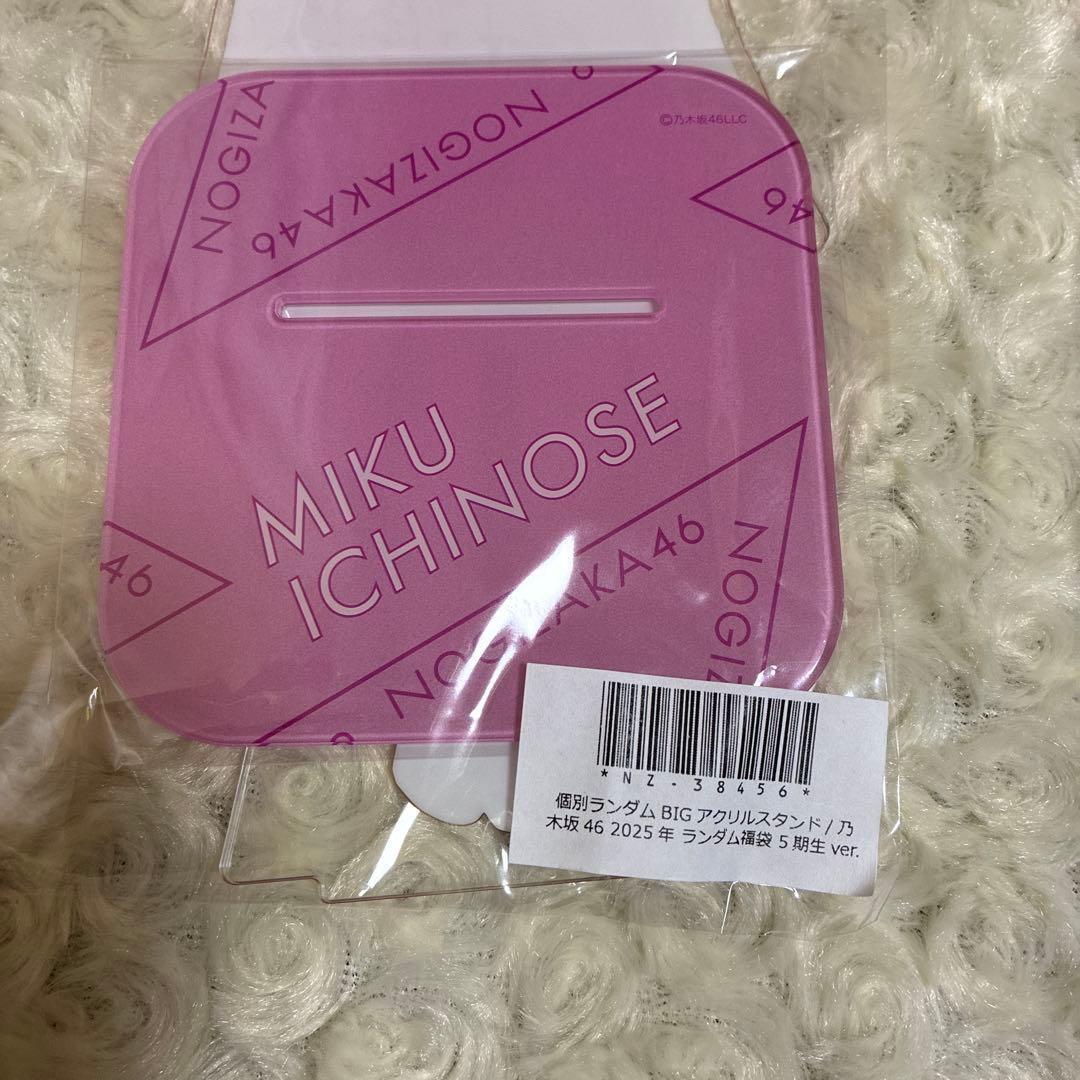 NOGIZA
NOGIZAKA46
©乃木坂46LLC
46
MIKU
ICHINOSE
46
NOGIZAKA46
NOGIZ
*NZ-38456*
個別ランダム BIG アクリルスタンド / 乃
木坂 46 2025 年 ランダム福袋 5 期生 ver.